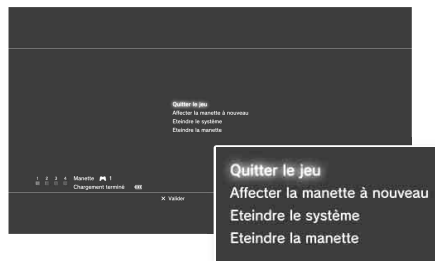 Quitter le jeu
Affecter la manette à nouveau
Eteindre le système
Eteindre la manette
1 2 3 4 Manette 1
Chargement terminé
X Valider
Quitter le jeu
Affecter la manette à nouveau
Eteindre le système
Eteindre la manette